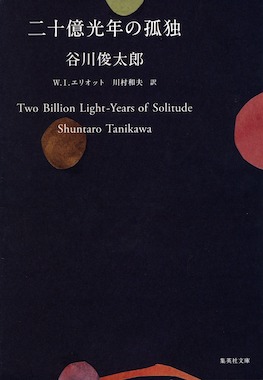 二十億光年の孤独
谷川俊太郎
W.I.エリオット 川村和夫 訳
Two Billion Light-Years of Solitude
Shuntaro Tanikawa
集英社文庫